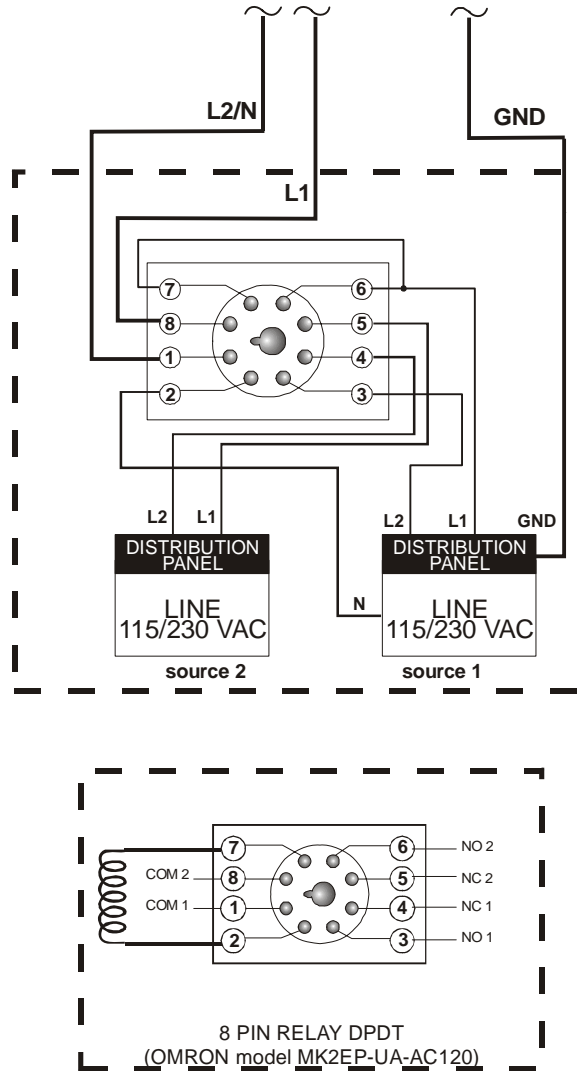 L2/N
GND
L1
7
6
8
5
1
4
2
3
L2
L1
L2
L1
GND
DISTRIBUTION
PANEL
DISTRIBUTION
PANEL
LINE
115/230 VAC
N
LINE
115/230 VAC
source 2
source 1
7
6
NO 2
COM 2
8
5
NC 2
COM 1
1
4
NC 1
2
3
NO 1
8 PIN RELAY DPDT
(OMRON model MK2EP-UA-AC120)